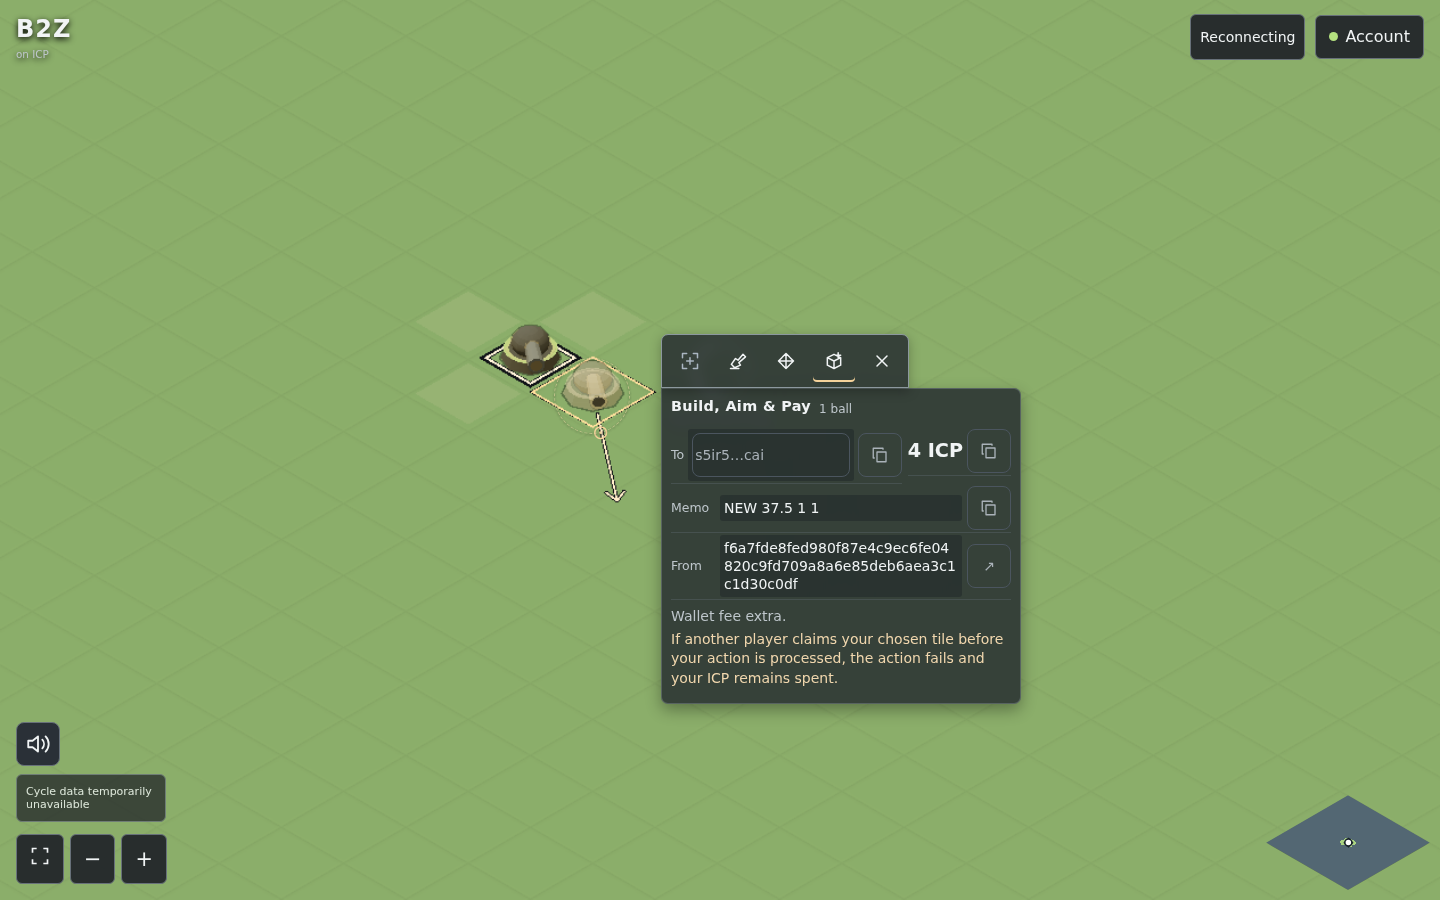 B2Z
on ICP
Reconnecting
Account
Build, Aim & Pay 1 ball
To s5ir5...cai 4 ICP
Memo NEW 37.5 1 1
From f6a7fde8fed980f87e4c9ec6fe04
820c9fd709a8a6e85deb6aea3c1
c1d30c0df
Wallet fee extra.
If another player claims your chosen tile before
your action is processed, the action fails and
your ICP remains spent.
Cycle data temporarily
unavailable